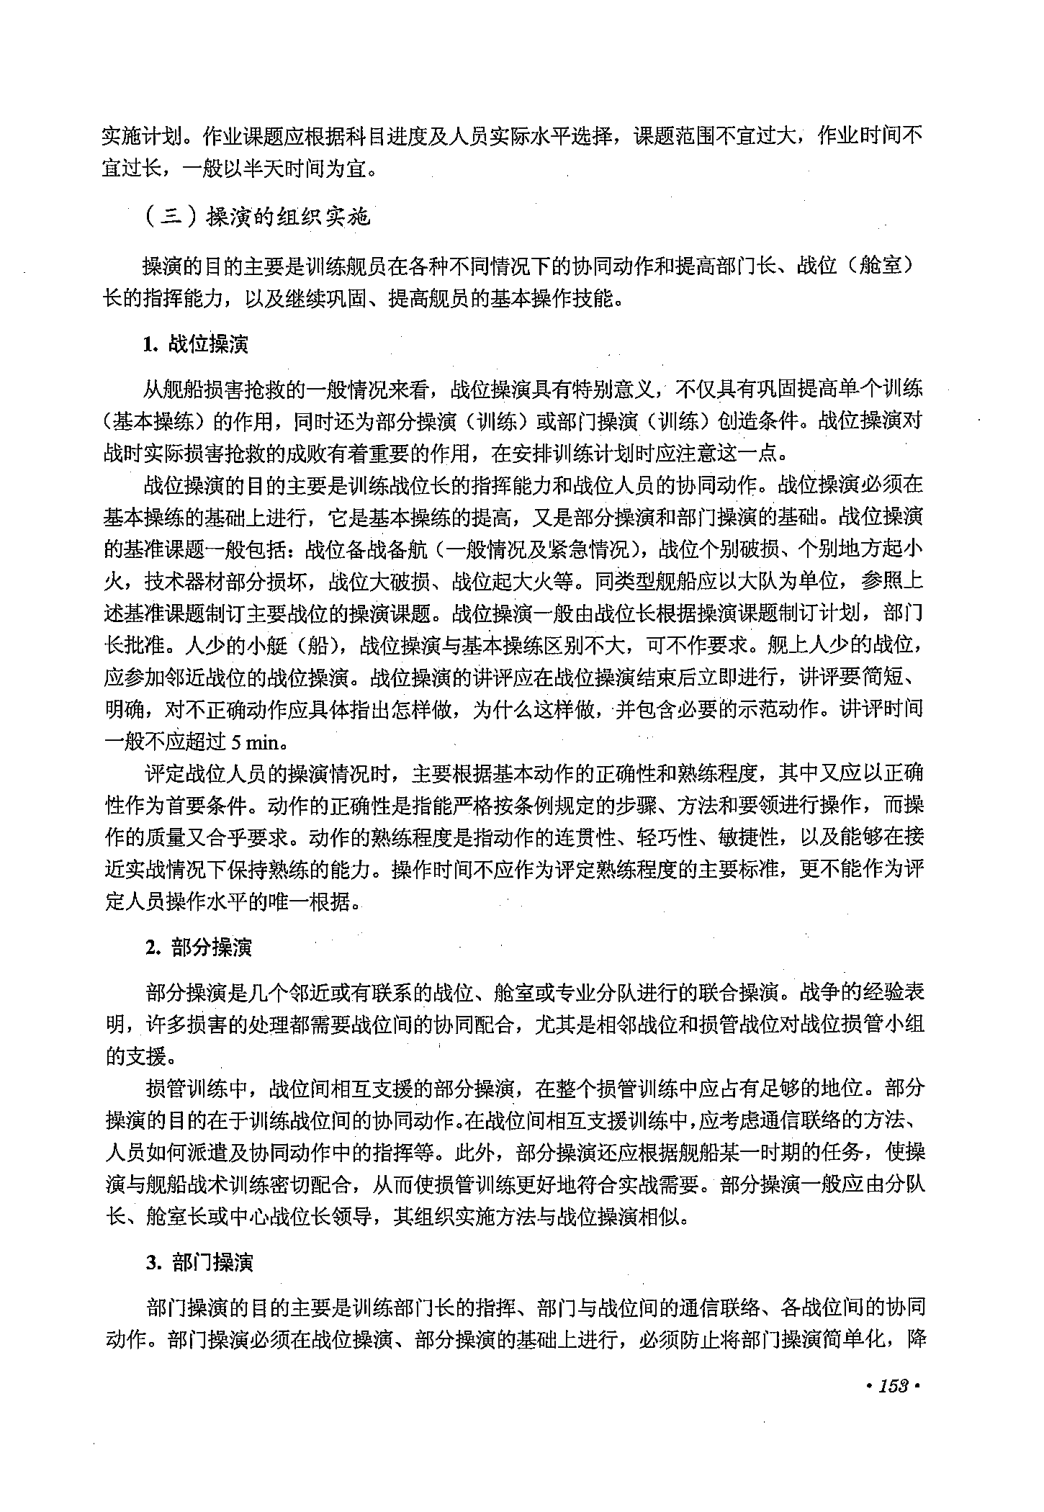 实施计划。作业课题应根据科目进度及人员实际水平选择，课题范围不宜过大，作业时间不
宜过长，一般以半天时间为宜。
（三）操演的组织实施
操演的目的主要是训练舰员在各种不同情况下的协同动作和提高部门长、战位（舱室）
长的指挥能力，以及继续巩固、提高舰员的基本操作技能。
1. 战位操演
从舰船损害抢救的一般情况来看，战位操演具有特别意义，不仅具有巩固提高单个训练
（基本操练）的作用，同时还为部分操演（训练）或部门操演（训练）创造条件。战位操演对
战时实际损害抢救的成败有着重要的作用，在安排训练计划时应注意这一点。
战位操演的目的主要是训练战位长的指挥能力和战位人员的协同动作。战位操演必须在
基本操练的基础上进行，它是基本操练的提高，又是部分操演和部门操演的基础。战位操演
的基准课题一般包括：战位备战备航（一般情况及紧急情况），战位个别破损、个别地方起小
火，技术器材部分损坏，战位大破损、战位起大火等。同类型舰船应以大队为单位，参照上
述基准课题制订主要战位的操演课题。战位操演一般由战位长根据操演课题制订计划，部门
长批准。人少的小艇（船），战位操演与基本操练区别不大，可不作要求。舰上人少的战位，
应参加邻近战位的战位操演。战位操演的讲评应在战位操演结束后立即进行，讲评要简短、
明确，对不正确动作应具体指出怎样做，为什么这样做，并包含必要的示范动作。讲评时间
一般不应超过 5 min。
评定战位人员的操演情况时，主要根据基本动作的正确性和熟练程度，其中又应以正确
性作为首要条件。动作的正确性是指能严格按条例规定的步骤、方法和要领进行操作，而操
作的质量又合乎要求。动作的熟练程度是指动作的连贯性、轻巧性、敏捷性，以及能够在接
近实战情况下保持熟练的能力。操作时间不应作为评定熟练程度的主要标准，更不能作为评
定人员操作水平的唯一根据。
2. 部分操演
部分操演是几个邻近或有联系的战位、舱室或专业分队进行的联合操演。战争的经验表
明，许多损害的处理都需要战位间的协同配合，尤其是相邻战位和损管战位对战位损管小组
的支援。
损管训练中，战位间相互支援的部分操演，在整个损管训练中应占有足够的地位。部分
操演的目的在于训练战位间的协同动作。在战位间相互支援训练中，应考虑通信联络的方法、
人员如何派遣及协同动作中的指挥等。此外，部分操演还应根据舰船某一时期的任务，使操
演与舰船战术训练密切配合，从而使损管训练更好地符合实战需要。部分操演一般应由分队
长、舱室长或中心战位长领导，其组织实施方法与战位操演相似。
3. 部门操演
部门操演的目的主要是训练部门长的指挥、部门与战位间的通信联络、各战位间的协同
动作。部门操演必须在战位操演、部分操演的基础上进行，必须防止将部门操演简单化，降
·153·